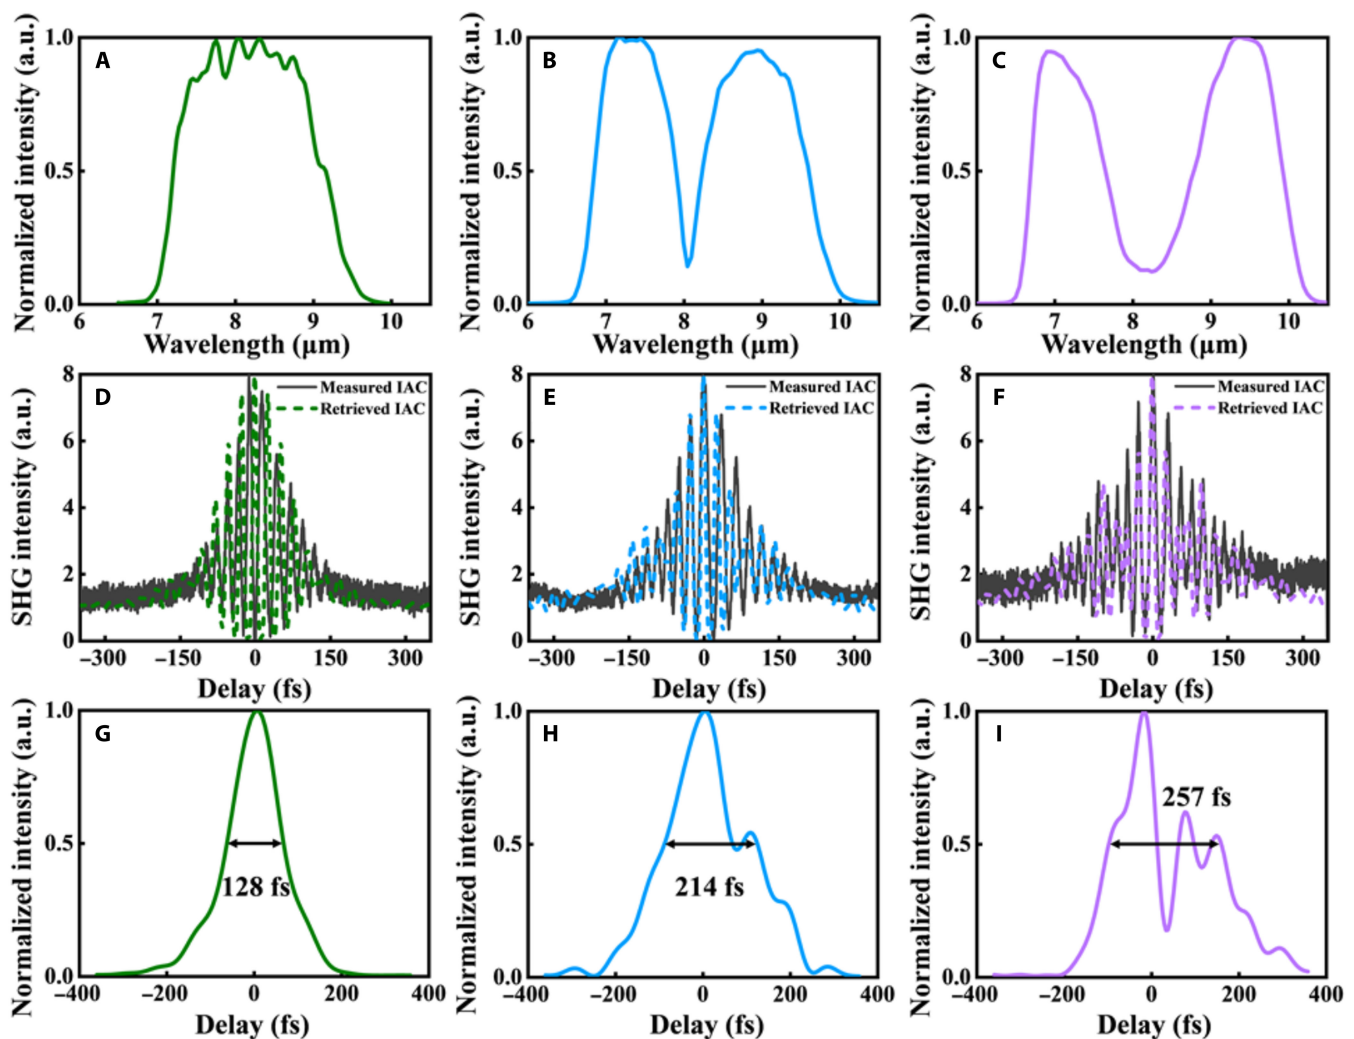 A
Normalized intensity (a.u.)
1.0
0.5
0.0
6 7 8 9 10
Wavelength (μm)
B
Normalized intensity (a.u.)
1.0
0.5
0.0
6 7 8 9 10
Wavelength (μm)
C
Normalized intensity (a.u.)
1.0
0.5
0.0
6 7 8 9 10
Wavelength (μm)
D
SHG intensity (a.u.)
8
6
4
2
0
Measured IAC
Retrieved IAC
−300 −150 0 150 300
Delay (fs)
E
SHG intensity (a.u.)
8
6
4
2
0
Measured IAC
Retrieved IAC
−300 −150 0 150 300
Delay (fs)
F
SHG intensity (a.u.)
8
6
4
2
0
Measured IAC
Retrieved IAC
−300 −150 0 150 300
Delay (fs)
G
Normalized intensity (a.u.)
1.0
0.5
0.0
128 fs
−400 −200 0 200 400
Delay (fs)
H
Normalized intensity (a.u.)
1.0
0.5
0.0
214 fs
−400 −200 0 200 400
Delay (fs)
I
Normalized intensity (a.u.)
1.0
0.5
0.0
257 fs
−400 −200 0 200 400
Delay (fs)